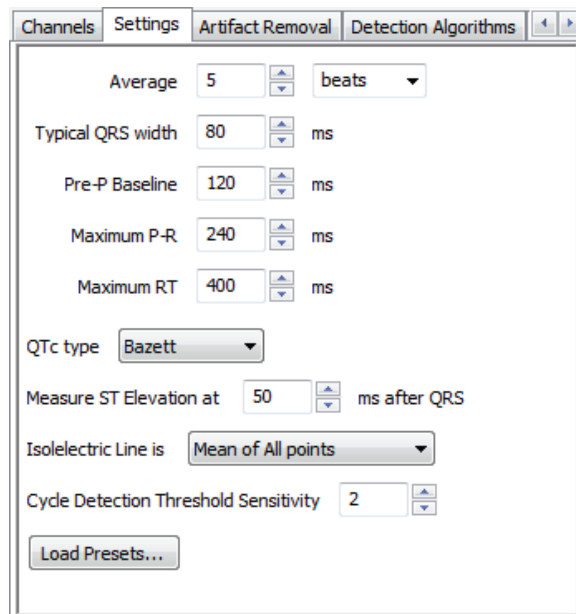 Channels Settings Artifact Removal Detection Algorithms
Average 5 beats
Typical QRS width 80 ms
Pre-P Baseline 120 ms
Maximum P-R 240 ms
Maximum RT 400 ms
QTc type Bazett
Measure ST Elevation at 50 ms after QRS
Isolelectric Line is Mean of All points
Cycle Detection Threshold Sensitivity 2
Load Presets...